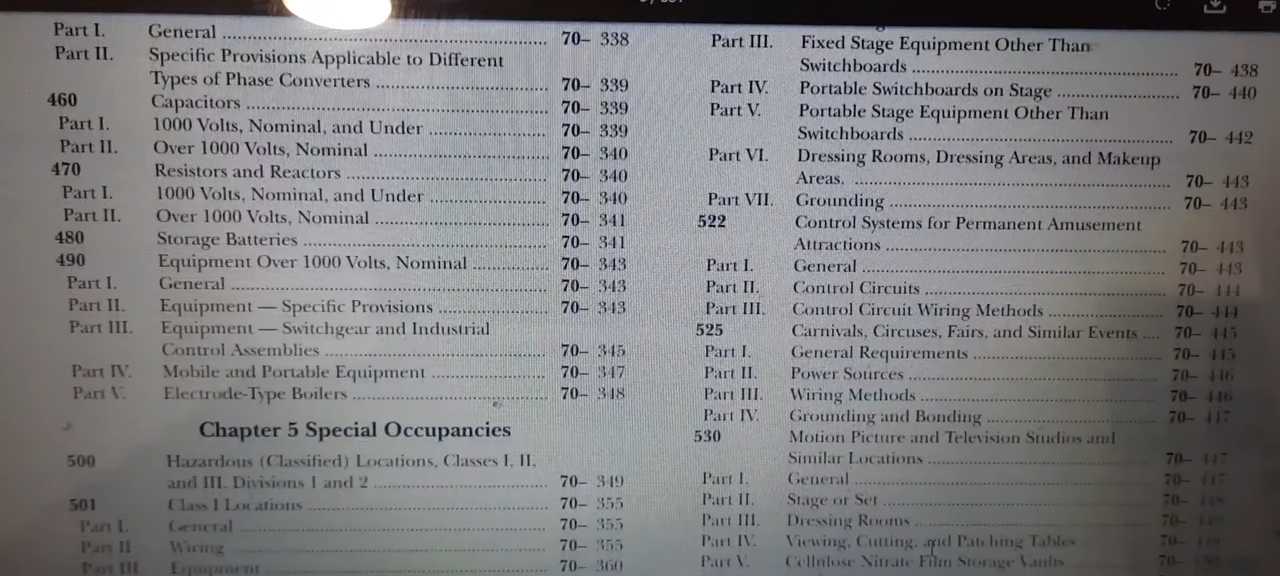 Part I. General ... 70– 338
Part II. Specific Provisions Applicable to Different
Types of Phase Converters ... 70– 339
460 Capacitors ... 70– 339
Part I. 1000 Volts, Nominal, and Under ... 70– 339
Part II. Over 1000 Volts, Nominal ... 70– 340
470 Resistors and Reactors ... 70– 340
Part I. 1000 Volts, Nominal, and Under ... 70– 340
Part II. Over 1000 Volts, Nominal ... 70– 341
480 Storage Batteries ... 70– 341
490 Equipment Over 1000 Volts, Nominal ... 70– 343
Part I. General ... 70– 343
Part II. Equipment — Specific Provisions ... 70– 343
Part III. Equipment — Switchgear and Industrial
Control Assemblies ... 70– 345
Part IV. Mobile and Portable Equipment ... 70– 347
Part V. Electrode-Type Boilers ... 70– 348
Chapter 5 Special Occupancies
500 Hazardous (Classified) Locations, Classes I, II,
and III, Divisions 1 and 2 ... 70– 349
501 Class I Locations ... 70– 355
Part I. General ... 70– 355
Part II Wiring ... 70– 355
Part III Equipment ... 70– 360
Part III. Fixed Stage Equipment Other Than
Switchboards ... 70– 438
Part IV. Portable Switchboards on Stage ... 70– 440
Part V. Portable Stage Equipment Other Than
Switchboards ... 70– 442
Part VI. Dressing Rooms, Dressing Areas, and Makeup
Areas. ... 70– 443
Part VII. Grounding ... 70– 443
522 Control Systems for Permanent Amusement
Attractions ... 70– 443
Part I. General ... 70– 443
Part II. Control Circuits ... 70– 444
Part III. Control Circuit Wiring Methods ... 70– 444
525 Carnivals, Circuses, Fairs, and Similar Events .... 70– 445
Part I. General Requirements ... 70– 445
Part II. Power Sources ... 70– 446
Part III. Wiring Methods ... 70– 446
Part IV. Grounding and Bonding ... 70– 447
530 Motion Picture and Television Studios and
Similar Locations ... 70– 447
Part I. General ... 70– 447
Part II. Stage or Set ... 70–
Part III. Dressing Rooms ... 70–
Part IV. Viewing, Cutting, and Patching Tables ... 70–
Part V. Cellulose Nitrate Film Storage Vaults ... 70–